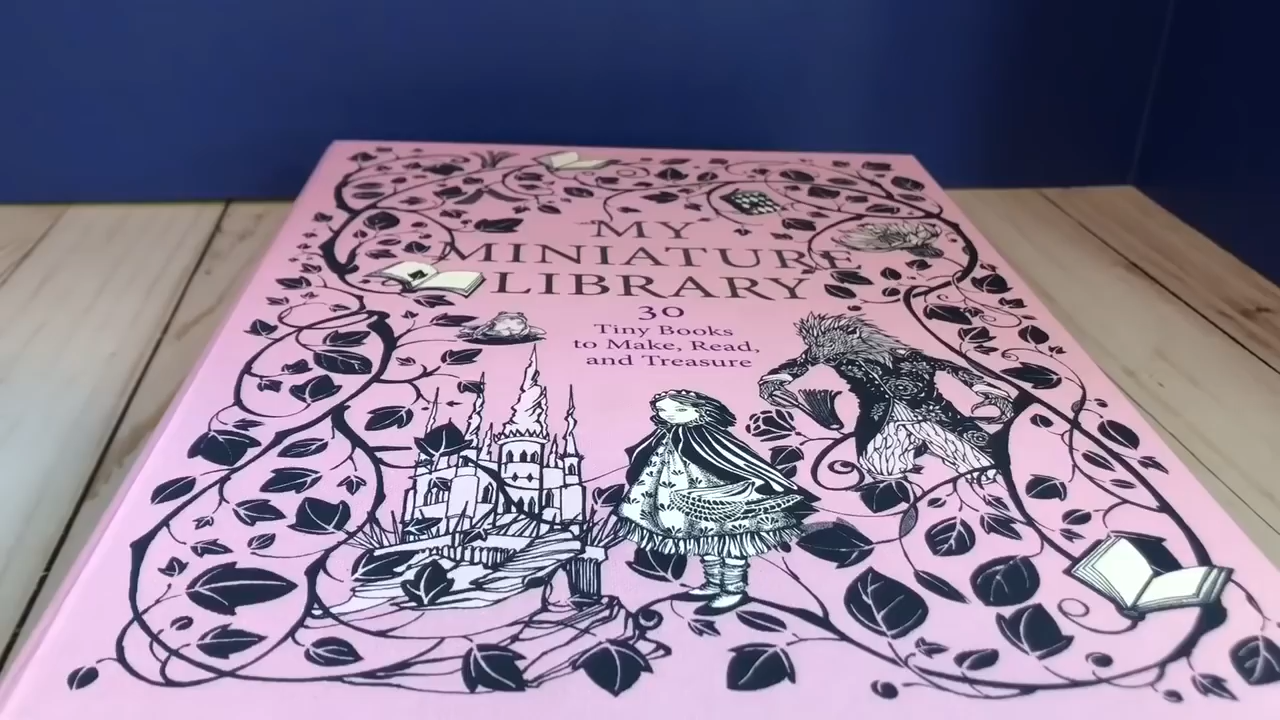 MY
MINIATURE
LIBRARY
30
Tiny Books
to Make, Read,
and Treasure